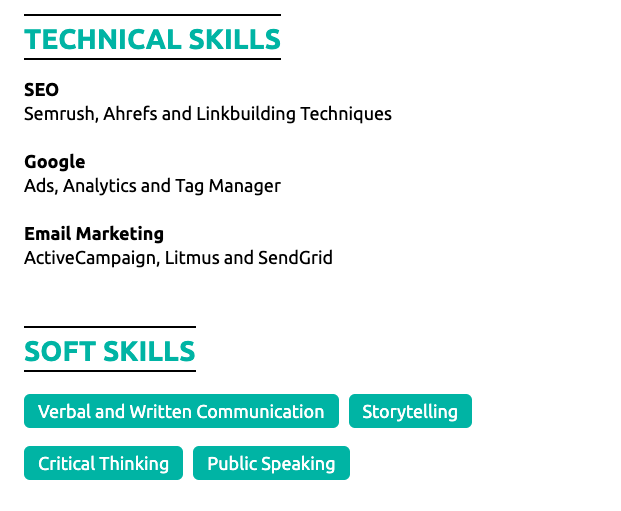 TECHNICAL SKILLS
SEO
Semrush, Ahrefs and Linkbuilding Techniques
Google
Ads, Analytics and Tag Manager
Email Marketing
ActiveCampaign, Litmus and SendGrid
SOFT SKILLS
Verbal and Written Communication Storytelling
Critical Thinking Public Speaking